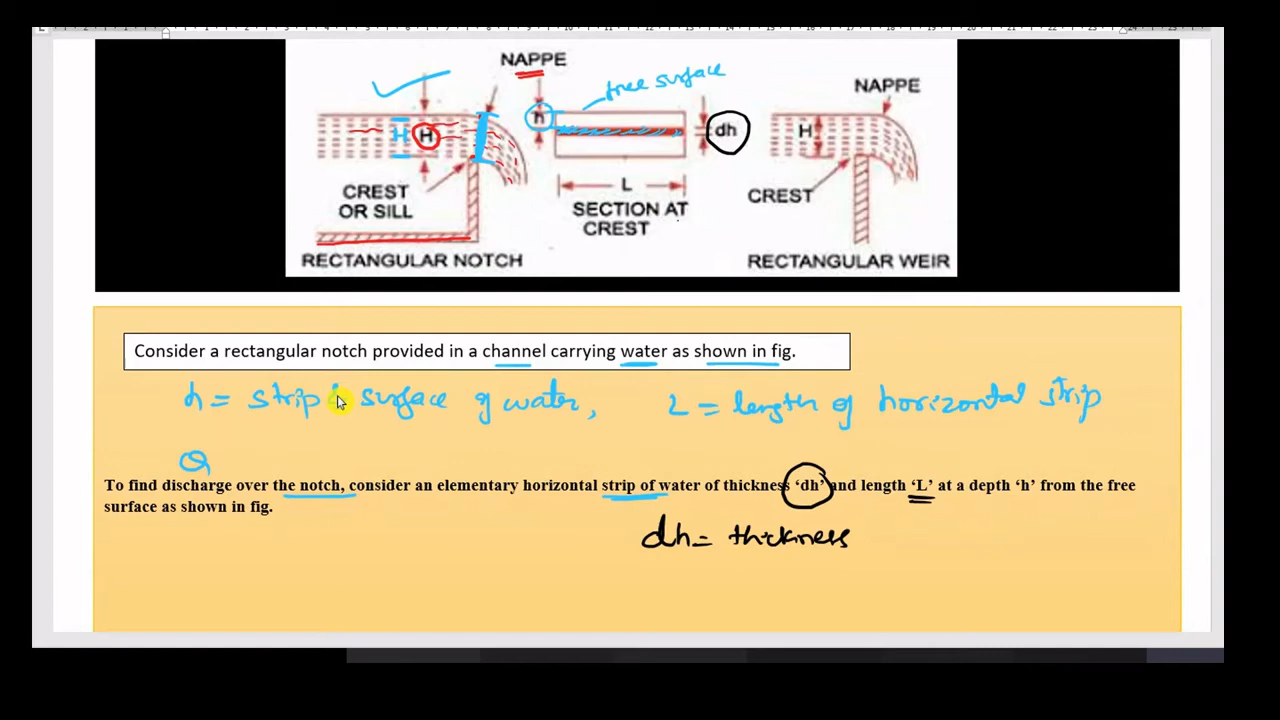 NAPPE
free surface
NAPPE
H
H
h
dh
H
CREST
OR SILL
L
SECTION AT
CREST
CREST
RECTANGULAR NOTCH
RECTANGULAR WEIR
Consider a rectangular notch provided in a channel carrying water as shown in fig.
h = strip & surface of water, L = length of horizontal strip
Q
To find discharge over the notch, consider an elementary horizontal strip of water of thickness ‘dh’ and length ‘L’ at a depth ‘h’ from the free
surface as shown in fig.
dh = thickness